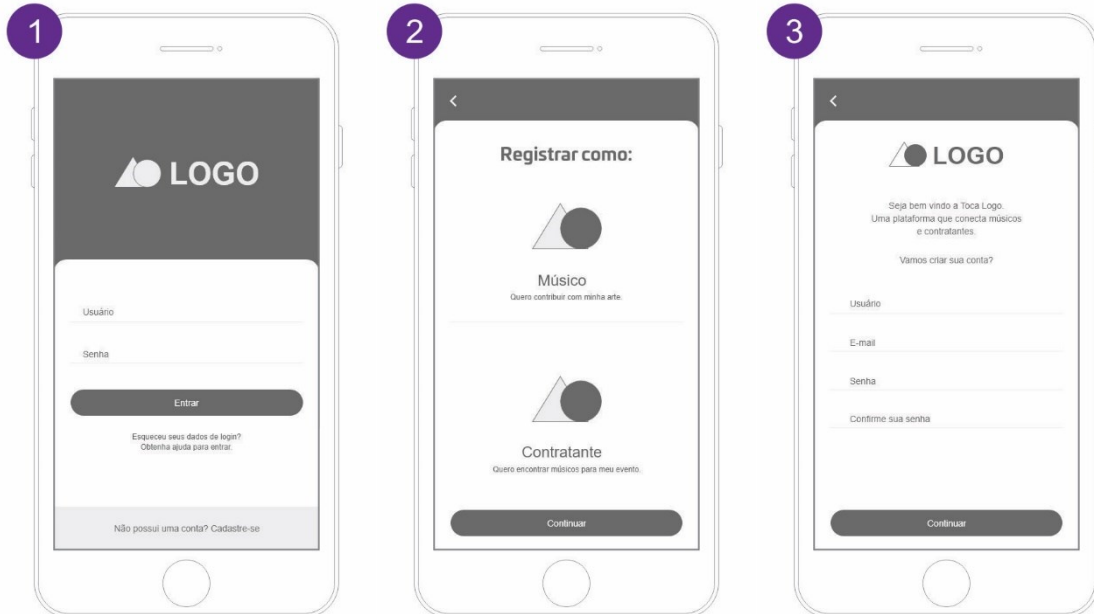 1
LOGO
Usuário
Senha
Entrar
Esqueceu seus dados de login?
Obtenha ajuda para entrar.
Não possui uma conta? Cadastre-se
2
Registrar como:
Músico
Quero contribuir com minha arte.
Contratante
Quero encontrar músicos para meu evento.
Continuar
3
LOGO
Seja bem vindo a Toca Logo.
Uma plataforma que conecta músicos
e contratantes.
Vamos criar sua conta?
Usuário
E-mail
Senha
Confirme sua senha
Continuar